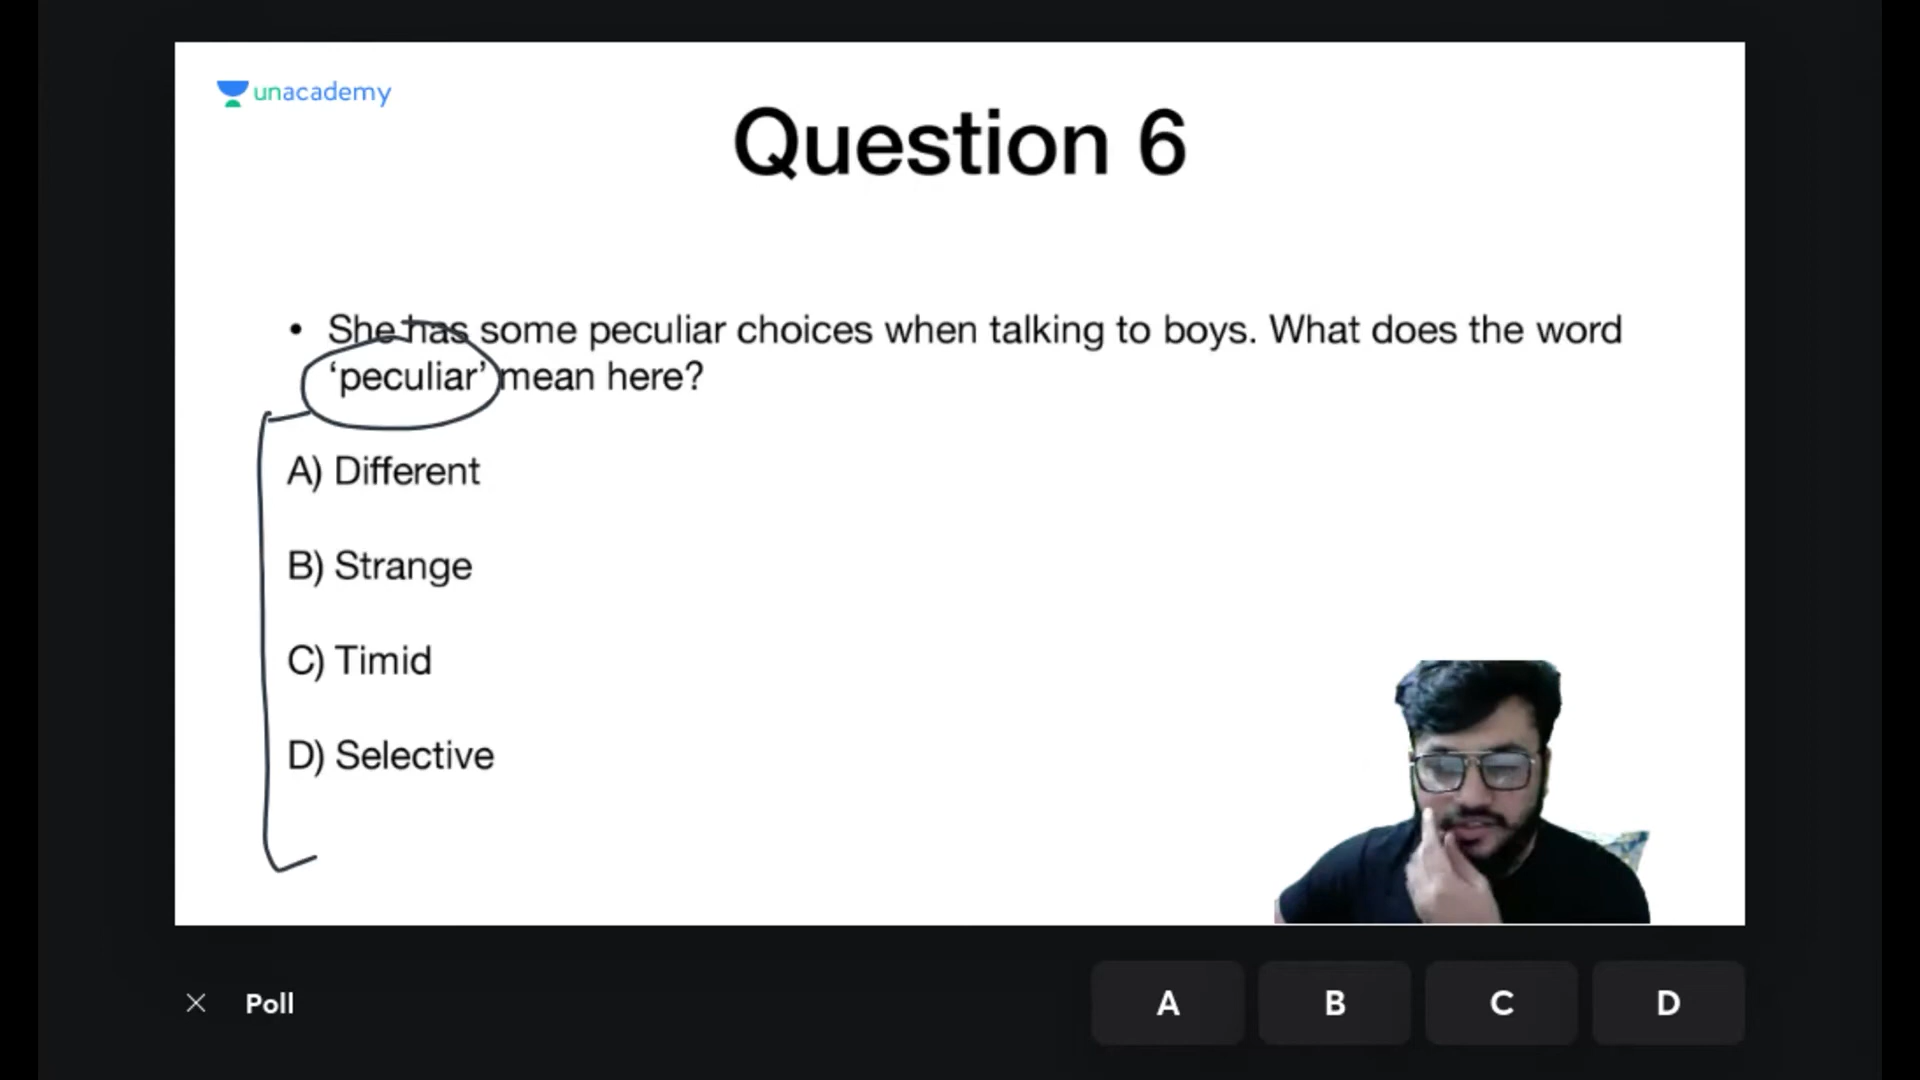 unacademy
Question 6
• She has some peculiar choices when talking to boys. What does the word
‘peculiar’ mean here?
A) Different
B) Strange
C) Timid
D) Selective
Poll
A B C D